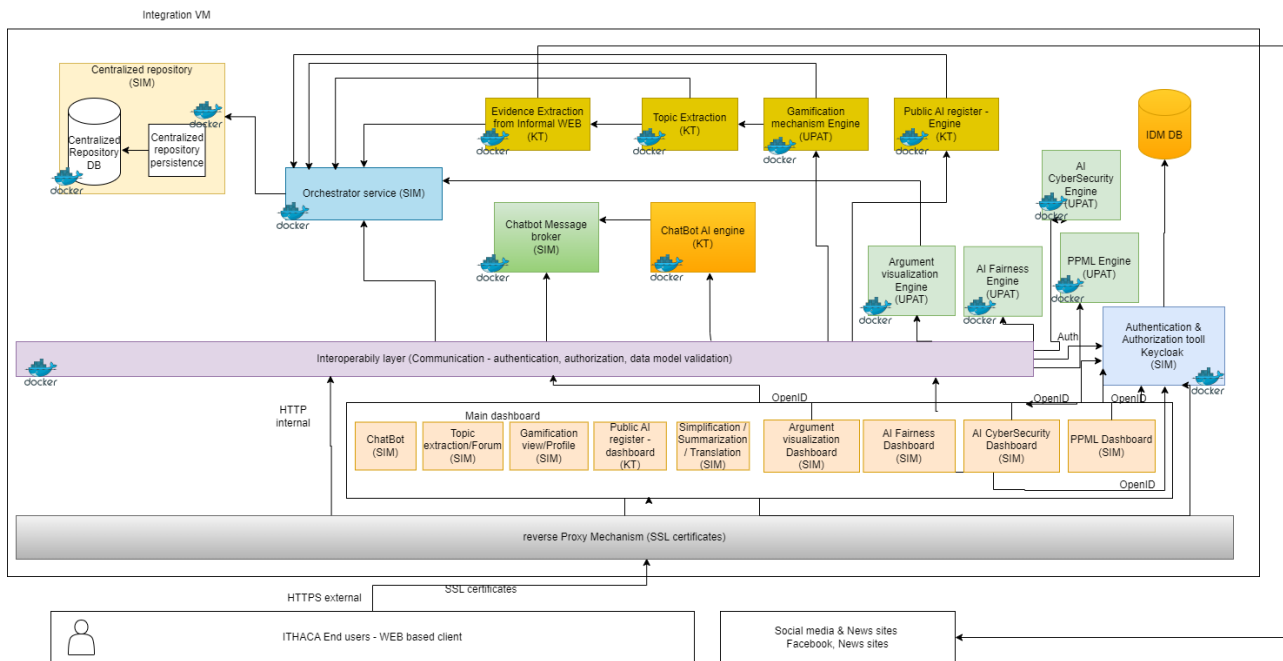 Integration VM
Centralized repository
(SIM)
docker
Centralized
Repository
DB
docker
Centralized
repository
persistence
Evidence Extraction
from Informal WEB
(KT)
docker
Topic Extraction
(KT)
docker
Gamification
mechanism Engine
(UPAT)
docker
Public AI register -
Engine
(KT)
docker
IDM DB
AI
CyberSecurity
Engine
(UPAT)
docker
Orchestrator service (SIM)
docker
Chatbot Message
broker
(SIM)
docker
ChatBot AI engine
(KT)
docker
Argument
visualization
Engine
(UPAT)
docker
AI Fairness
Engine
(UPAT)
docker
PPML Engine
(UPAT)
docker
Authentication &
Authorization tooll
Keycloak
(SIM)
docker
Auth
Interoperabily layer (Communication - authentication, authorization, data model validation)
docker
HTTP
internal
OpenID
OpenID
OpenID
Main dashboard
ChatBot
(SIM)
Topic
extraction/Forum
(SIM)
Gamification
view/Profile
(SIM)
Public AI
register -
dashboard
(KT)
Simplification /
Summarization
/ Translation
(SIM)
Argument
visualization
Dashboard
(SIM)
AI Fairness
Dashboard
(SIM)
AI CyberSecurity
Dashboard
(SIM)
PPML Dashboard
(SIM)
OpenID
reverse Proxy Mechanism (SSL certificates)
HTTPS external
SSL certificates
ITHACA End users - WEB based client
Social media & News sites
Facebook, News sites